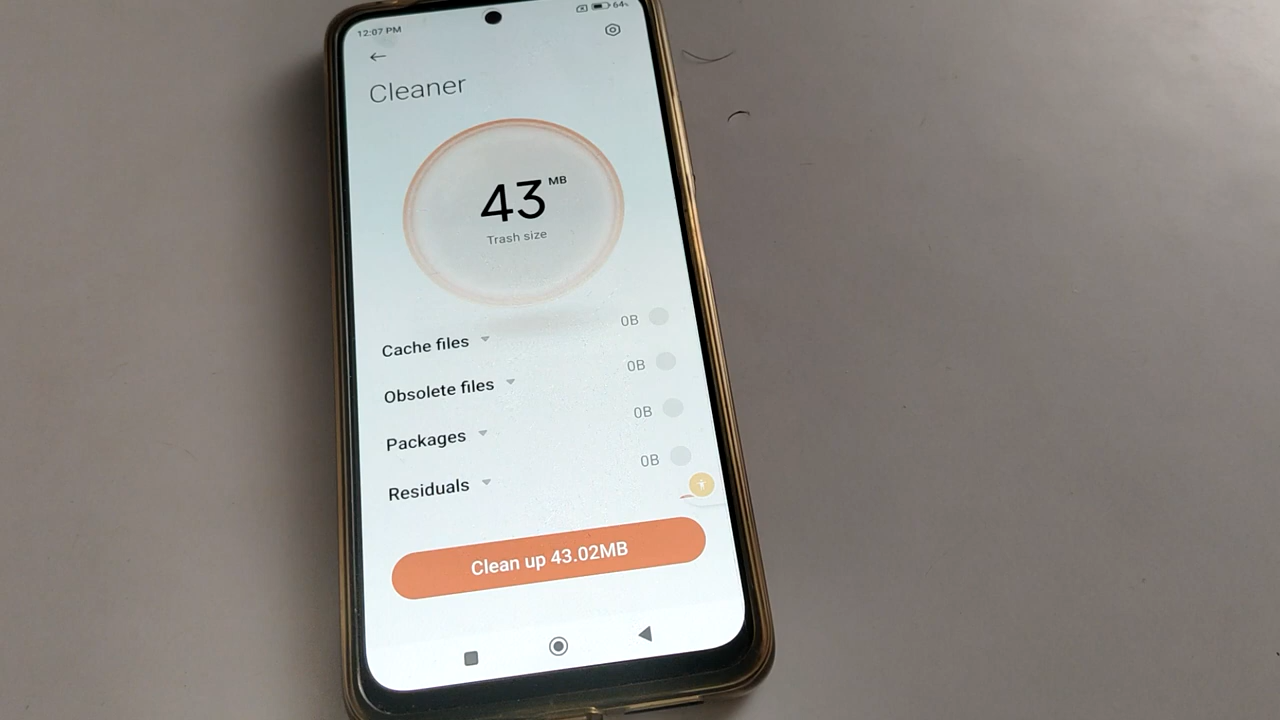 12:07 PM
64%
Cleaner
43 MB
Trash size
Cache files 0B
Obsolete files 0B
Packages 0B
Residuals 0B
Clean up 43.02MB